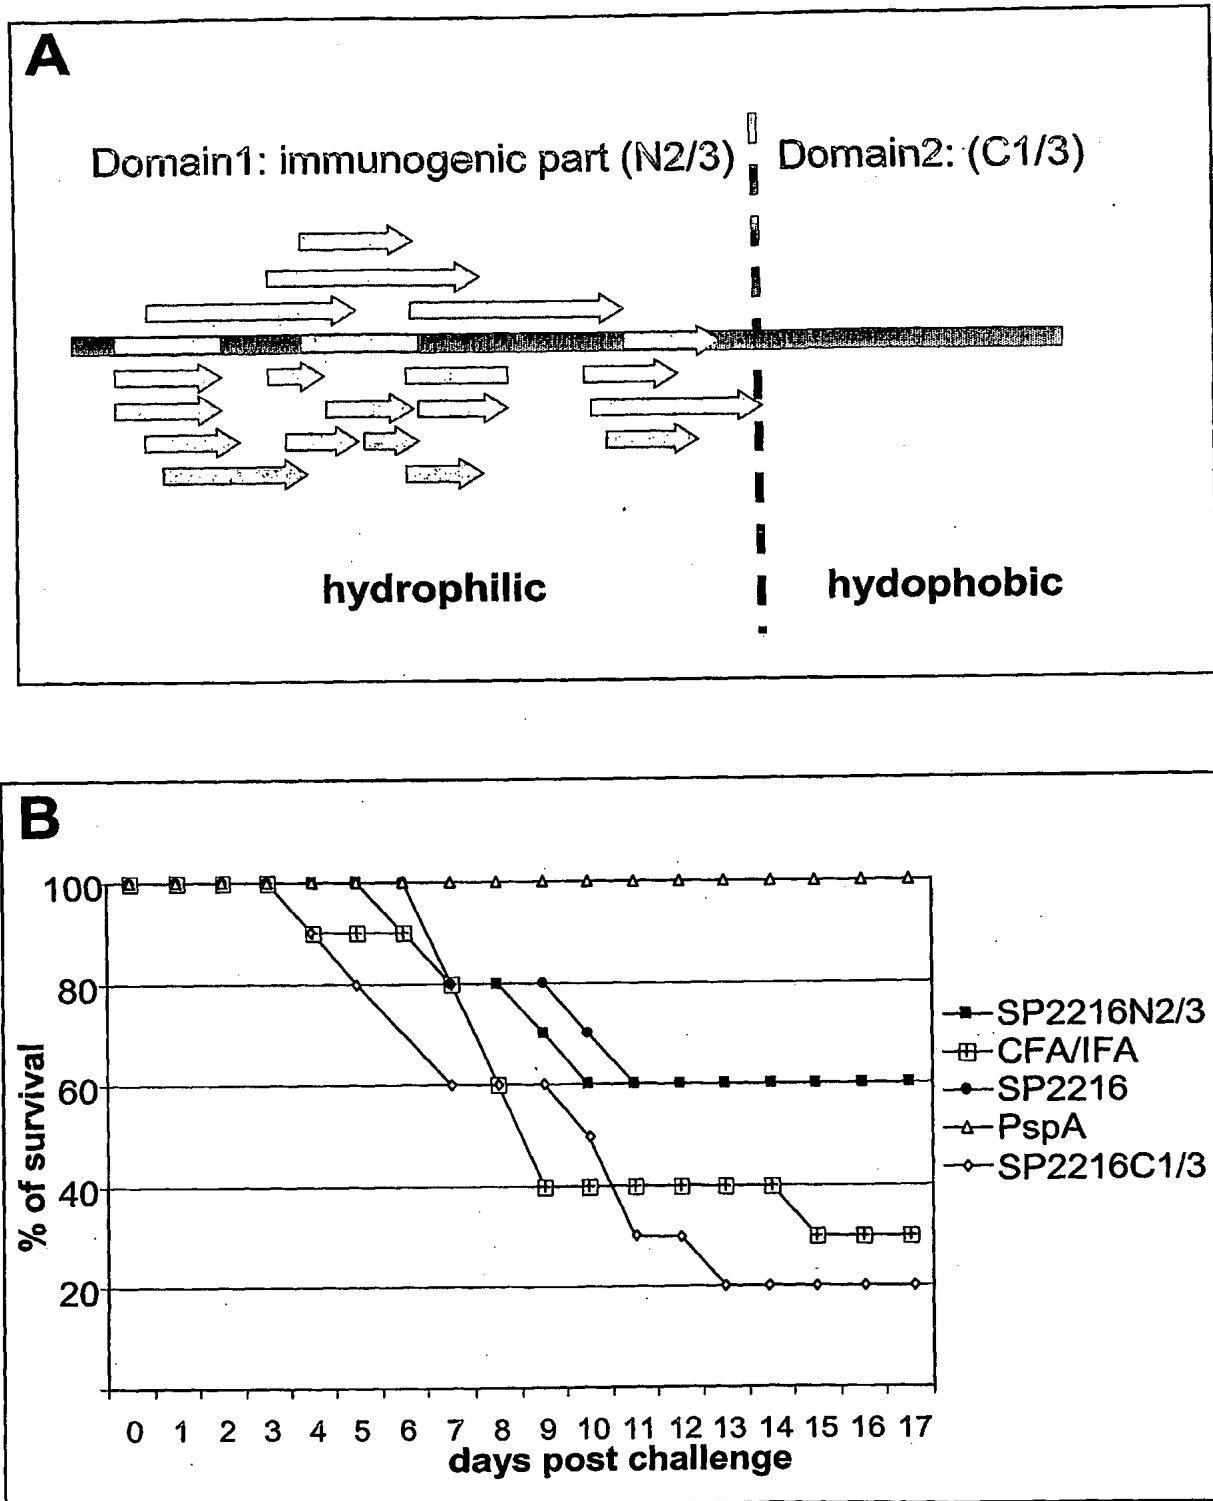 A
Domain1: immunogenic part (N2/3)
Domain2: (C1/3)
hydrophilic
hydophobic
B
100
80
60
40
20
% of survival
0 1 2 3 4 5 6 7 8 9 10 11 12 13 14 15 16 17
days post challenge
SP2216N2/3
CFA/IFA
SP2216
PspA
SP2216C1/3